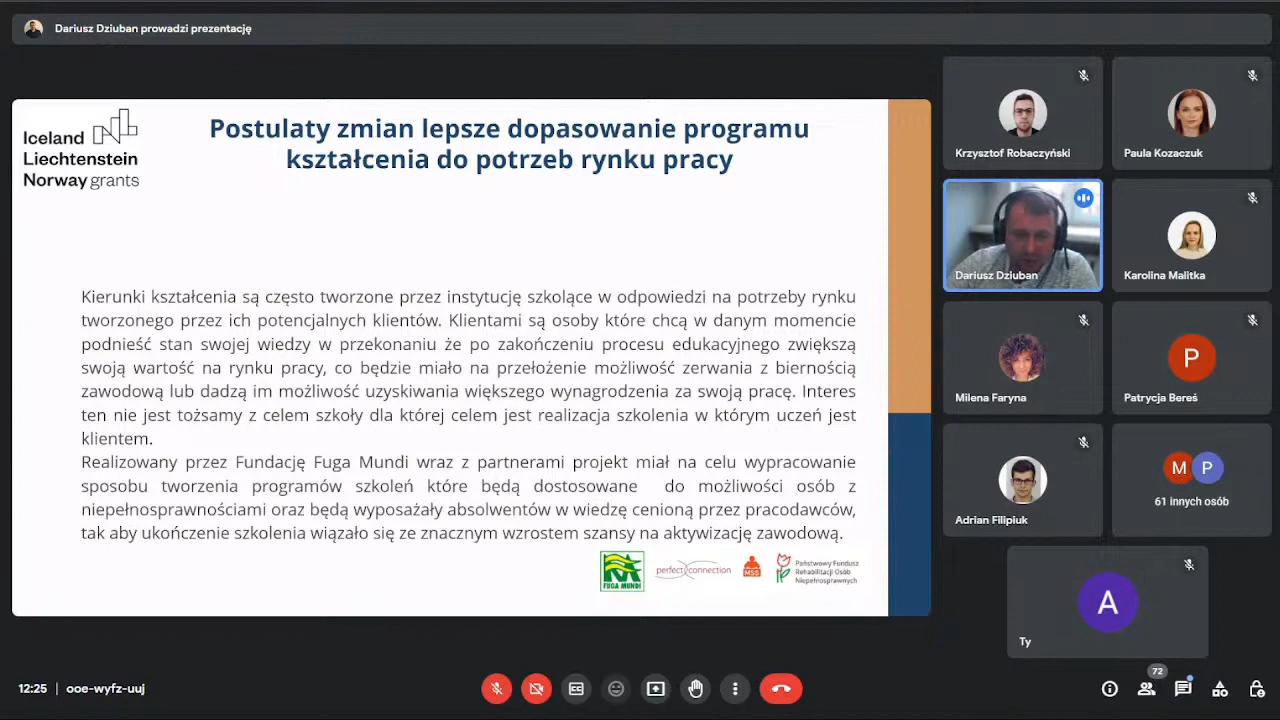 Dariusz Dziuban prowadzi prezentację
Iceland
Liechtenstein
Norway grants
Postulaty zmian lepsze dopasowanie programu
kształcenia do potrzeb rynku pracy
Kierunki kształcenia są często tworzone przez instytucję szkolące w odpowiedzi na potrzeby rynku
tworzonego przez ich potencjalnych klientów. Klientami są osoby które chcą w danym momencie
podnieść stan swojej wiedzy w przekonaniu że po zakończeniu procesu edukacyjnego zwiększą
swoją wartość na rynku pracy, co będzie miało na przełożenie możliwość zerwania z biernością
zawodową lub dadzą im możliwość uzyskiwania większego wynagrodzenia za swoją pracę. Interes
ten nie jest tożsamy z celem szkoły dla której celem jest realizacja szkolenia w którym uczeń jest
klientem.
Realizowany przez Fundację Fuga Mundi wraz z partnerami projekt miał na celu wypracowanie
sposobu tworzenia programów szkoleń które będą dostosowane do możliwości osób z
niepełnosprawnościami oraz będą wyposażały absolwentów w wiedzę cenioną przez pracodawców,
tak aby ukończenie szkolenia wiązało się ze znacznym wzrostem szansy na aktywizację zawodową.
FUGA MUNDI
perfect connection
MSS
Państwowy Fundusz
Rehabilitacji Osób
Niepełnosprawnych
Krzysztof Robaczyński
Paula Kozaczuk
Dariusz Dziuban
Karolina Malitka
Milena Faryna
P
Patrycja Bereś
Adrian Filipiuk
M P
61 innych osób
A
Ty
12:25 | ooe-wyfz-uuj
72